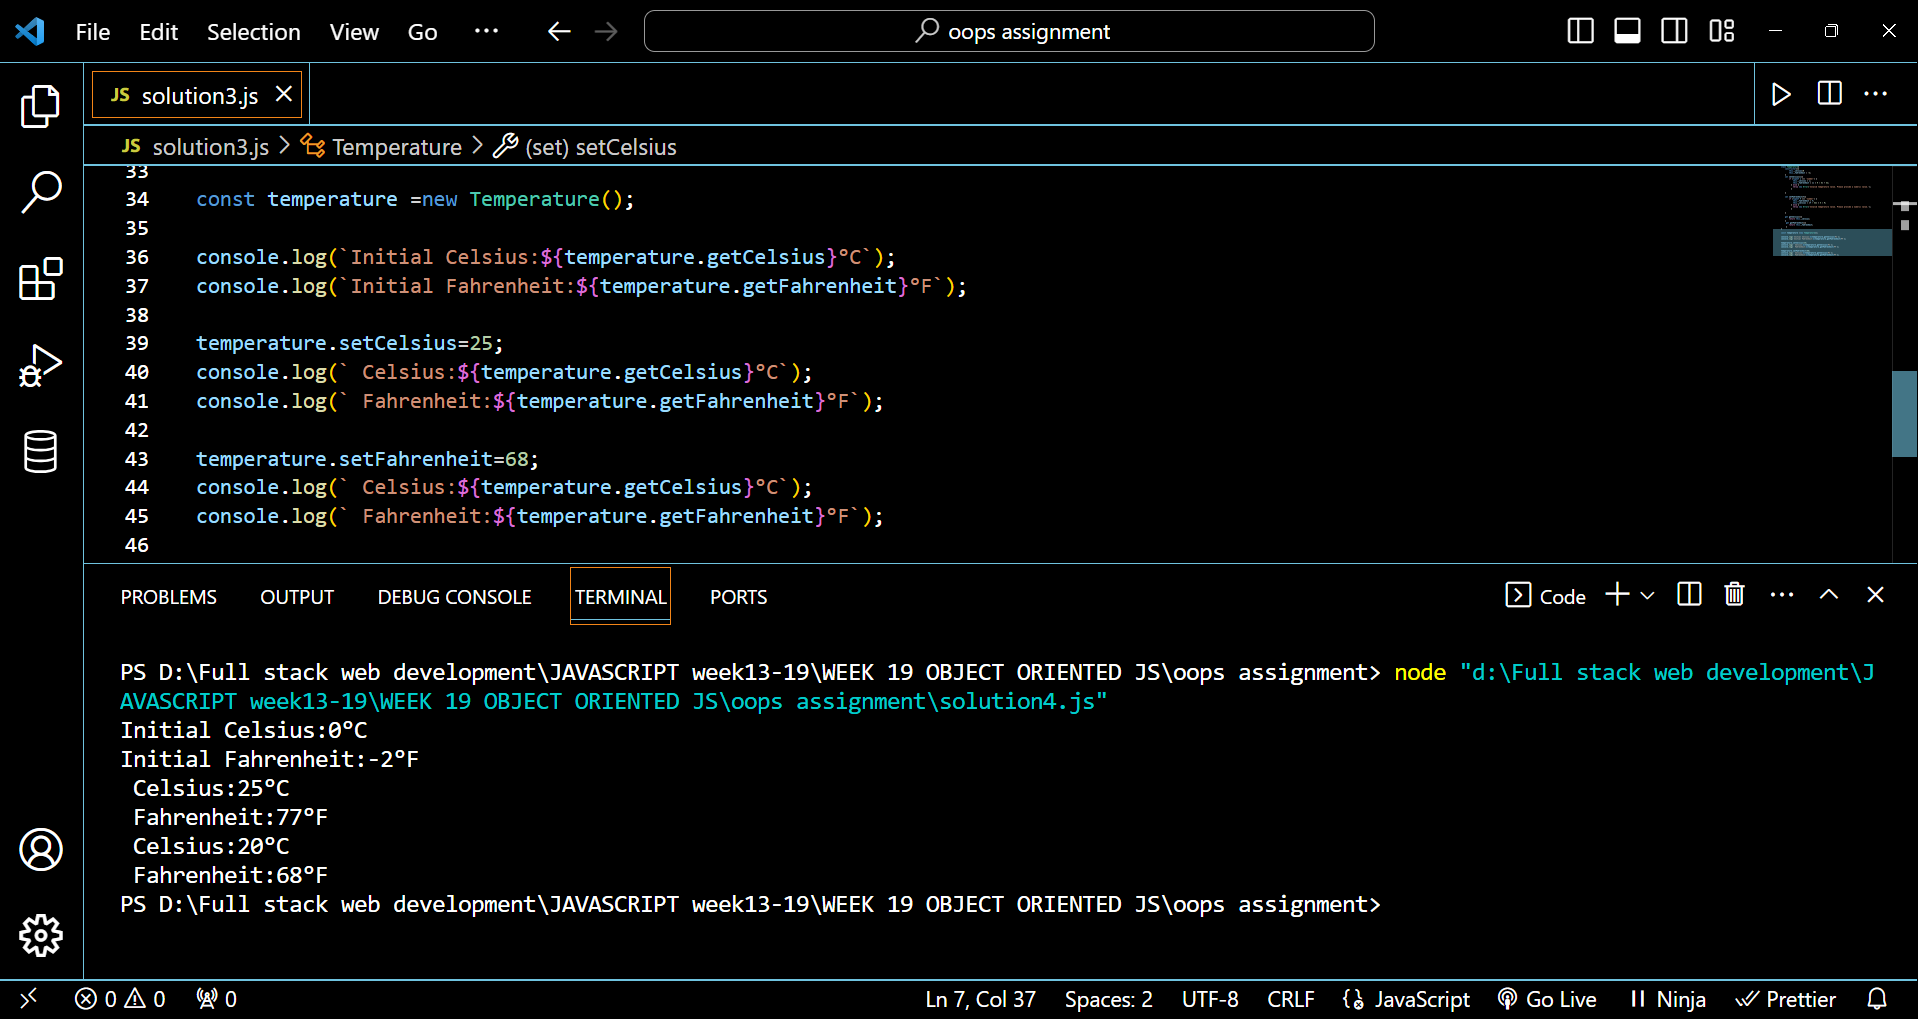 File Edit Selection View Go ··· oops assignment
JS solution3.js
JS solution3.js > Temperature > (set) setCelsius
33
34 const temperature =new Temperature();
35
36 console.log(`Initial Celsius:${temperature.getCelsius}°C`);
37 console.log(`Initial Fahrenheit:${temperature.getFahrenheit}°F`);
38
39 temperature.setCelsius=25;
40 console.log(` Celsius:${temperature.getCelsius}°C`);
41 console.log(` Fahrenheit:${temperature.getFahrenheit}°F`);
42
43 temperature.setFahrenheit=68;
44 console.log(` Celsius:${temperature.getCelsius}°C`);
45 console.log(` Fahrenheit:${temperature.getFahrenheit}°F`);
46
PROBLEMS OUTPUT DEBUG CONSOLE TERMINAL PORTS Code
PS D:\Full stack web development\JAVASCRIPT week13-19\WEEK 19 OBJECT ORIENTED JS\oops assignment> node "d:\Full stack web development\J
AVASCRIPT week13-19\WEEK 19 OBJECT ORIENTED JS\oops assignment\solution4.js"
Initial Celsius:0°C
Initial Fahrenheit:-2°F
 Celsius:25°C
 Fahrenheit:77°F
 Celsius:20°C
 Fahrenheit:68°F
PS D:\Full stack web development\JAVASCRIPT week13-19\WEEK 19 OBJECT ORIENTED JS\oops assignment>
0 0 0 Ln 7, Col 37 Spaces: 2 UTF-8 CRLF JavaScript Go Live Ninja Prettier